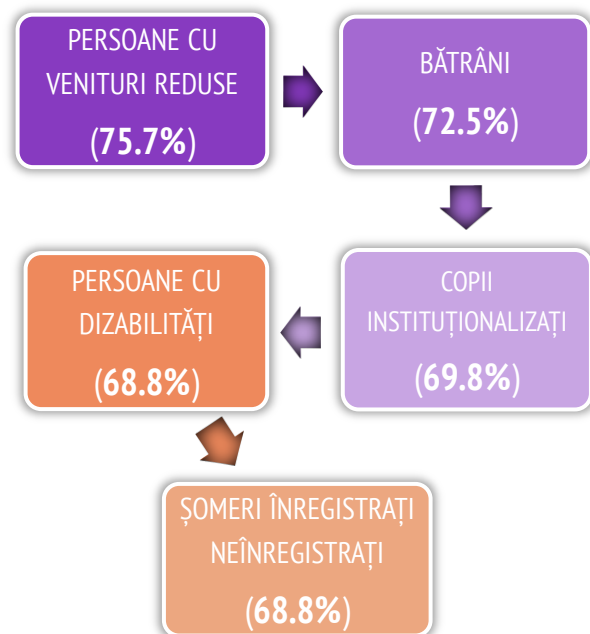 PERSOANE CU
VENITURI REDUSE
(75.7%)
BĂTRÂNI
(72.5%)
COPII
INSTITUȚIONALIZAȚI
(69.8%)
PERSOANE CU
DIZABILITĂȚI
(68.8%)
ȘOMERI ÎNREGISTRAȚI
NEÎNREGISTRAȚI
(68.8%)